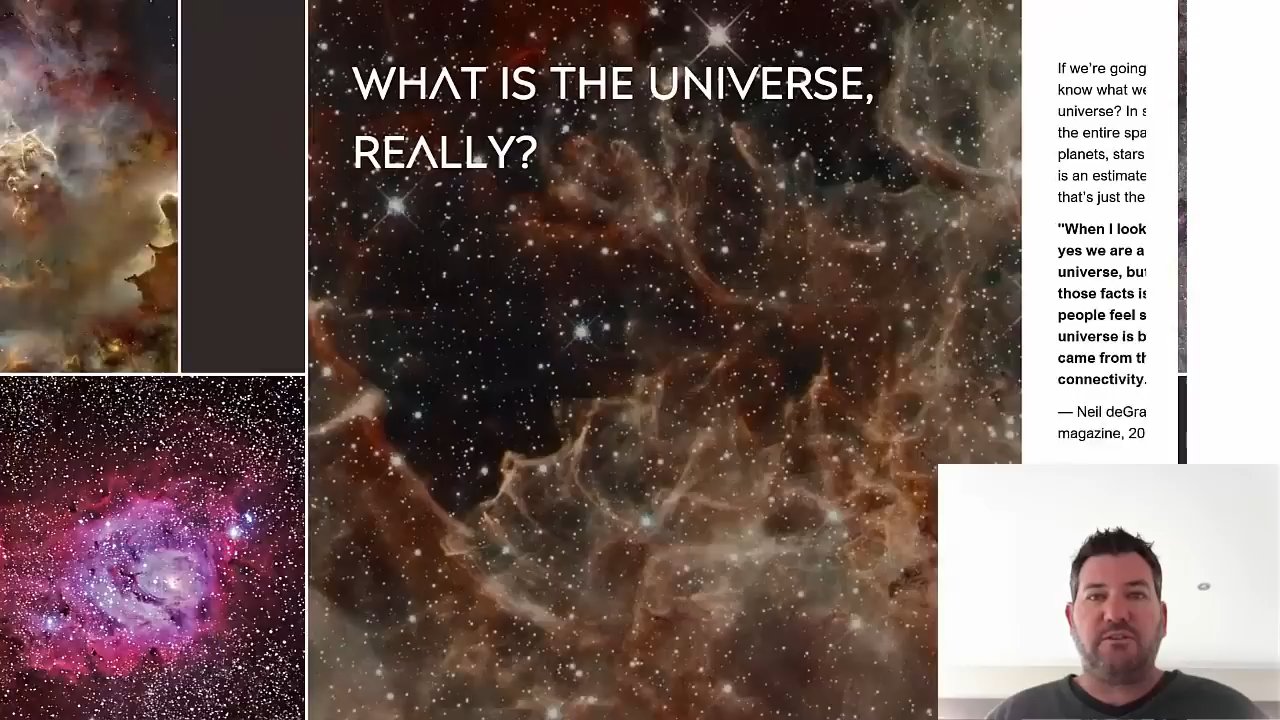 WHAT IS THE UNIVERSE,
REALLY?
If we're going
know what we
universe? In s
the entire spa
planets, stars
is an estimate
that's just the
"When I look
yes we are a
universe, but
those facts is
people feel s
universe is b
came from th
connectivity.
— Neil deGra
magazine, 20